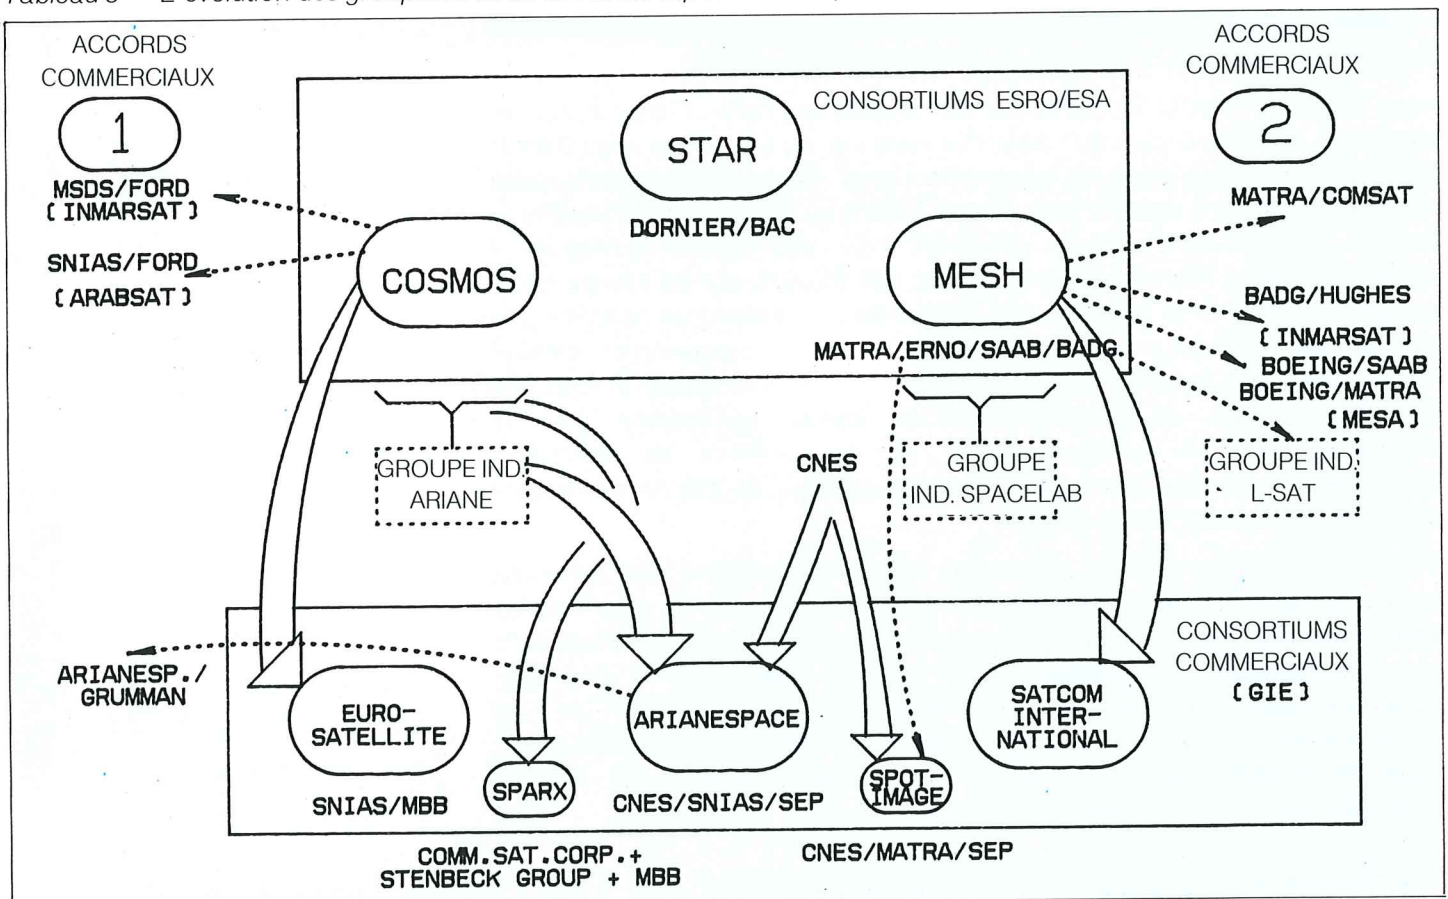 ACCORDS
COMMERCIAUX
1
MSDS/FORD
(INMARSAT)
SNIAS/FORD
(ARABSAT)
CONSORTIUMS ESRO/ESA
STAR
DORNIER/BAC
COSMOS
MESH
MATRA/ERNO/SAAB/BADG.
ACCORDS
COMMERCIAUX
2
MATRA/COMSAT
BADG/HUGHES
(INMARSAT)
BOEING/SAAB
BOEING/MATRA
(MESA)
GROUPE IND.
ARIANE
CNES
GROUPE
IND. SPACELAB
GROUPE IND.
L-SAT
ARIANESP./
GRUMMAN
CONSORTIUMS
COMMERCIAUX
(GIE)
EURO-
SATELLITE
SNIAS/MBB
SPARX
ARIANESPACE
CNES/SNIAS/SEP
SPOT-
IMAGE
SATCOM
INTER-
NATIONAL
COMM.SAT.CORP.+
STENBECK GROUP + MBB
CNES/MATRA/SEP